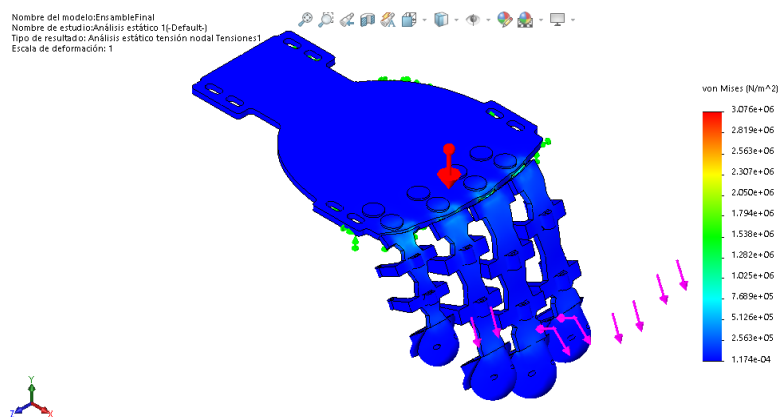 Nombre del modelo:EnsambleFinal
Nombre de estudio:Análisis estático 1(-Default-)
Tipo de resultado: Análisis estático tensión nodal Tensiones1
Escala de deformación: 1
von Mises (N/m^2)
3.076e+06
2.819e+06
2.563e+06
2.307e+06
2.050e+06
1.794e+06
1.538e+06
1.282e+06
1.025e+06
7.689e+05
5.126e+05
2.563e+05
1.174e-04
Y
Z
X